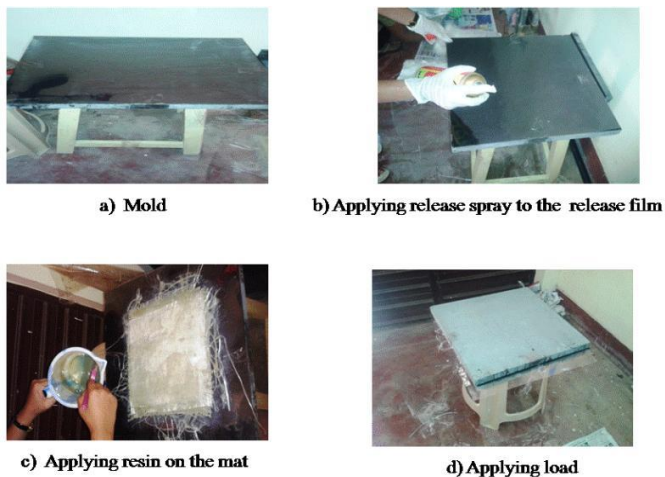 a) Mold
b) Applying release spray to the release film
c) Applying resin on the mat
d) Applying load